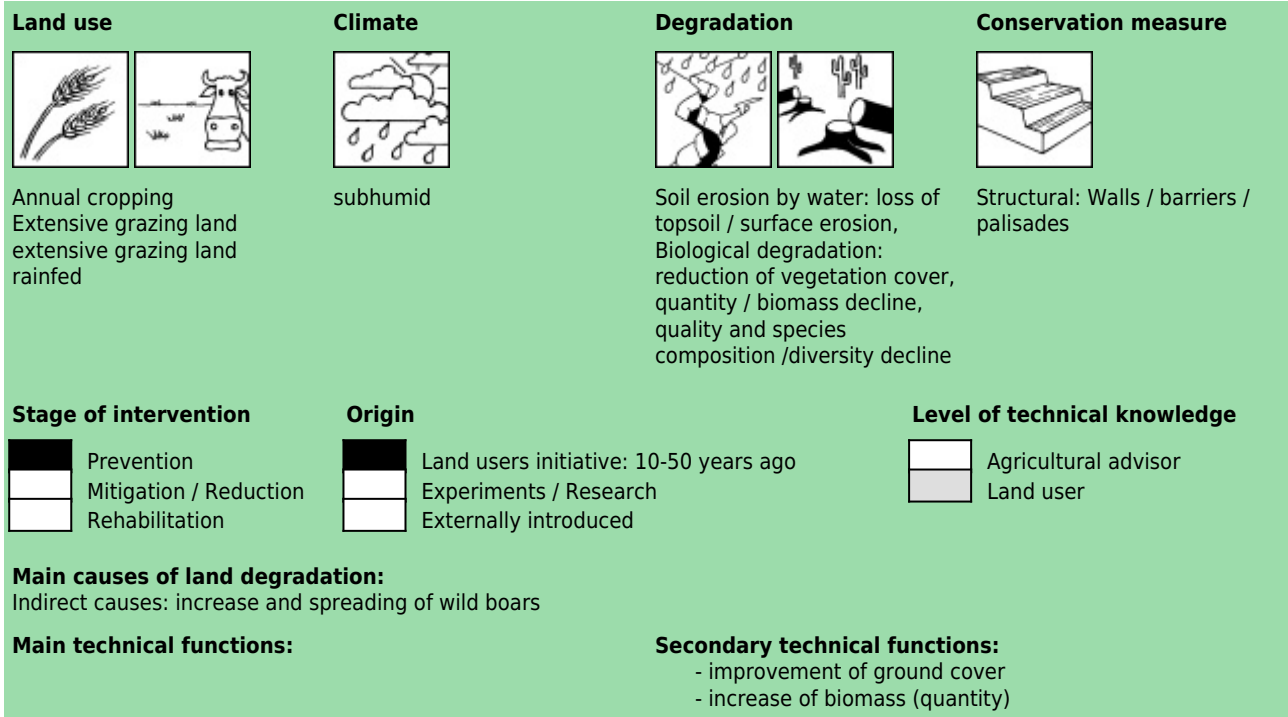 Land use
Annual cropping
Extensive grazing land
extensive grazing land
rainfed
Climate
subhumid
Degradation
Soil erosion by water: loss of
topsoil / surface erosion,
Biological degradation:
reduction of vegetation cover,
quantity / biomass decline,
quality and species
composition /diversity decline
Conservation measure
Structural: Walls / barriers /
palisades
Stage of intervention
Prevention
Mitigation / Reduction
Rehabilitation
Origin
Land users initiative: 10-50 years ago
Experiments / Research
Externally introduced
Level of technical knowledge
Agricultural advisor
Land user
Main causes of land degradation:
Indirect causes: increase and spreading of wild boars
Main technical functions:
Secondary technical functions:
- improvement of ground cover
- increase of biomass (quantity)